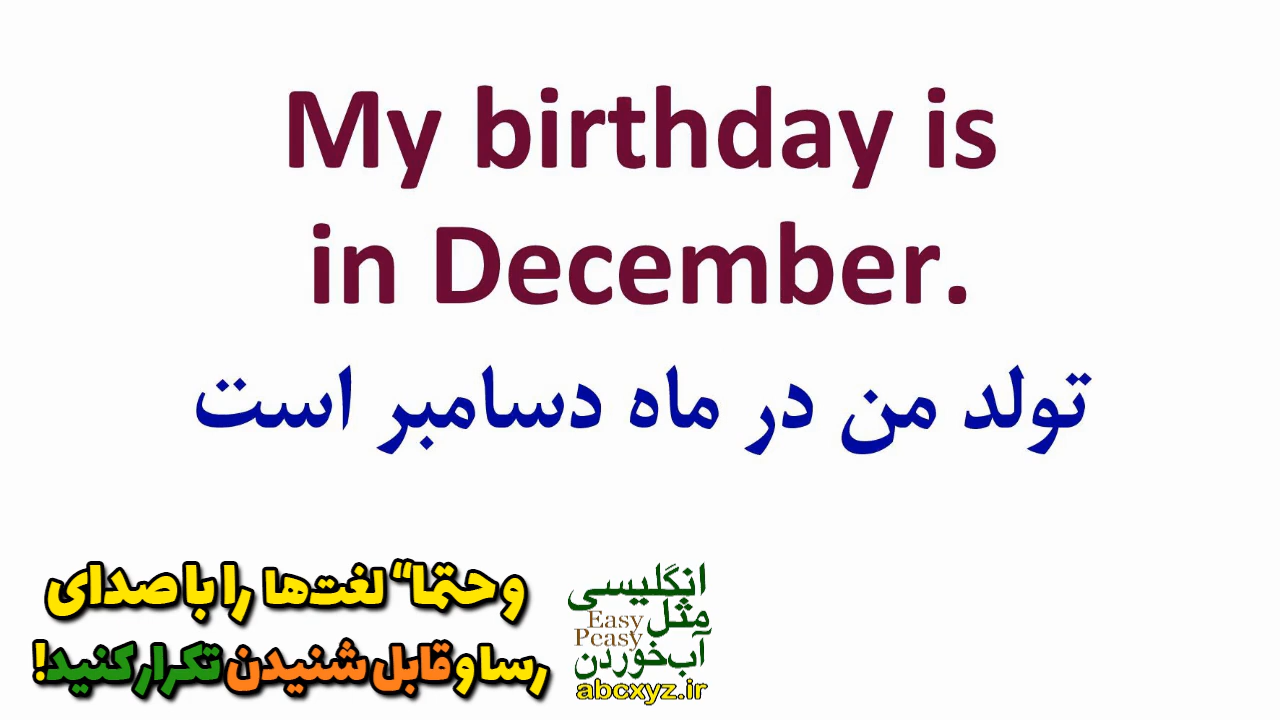 My birthday is
in December.
تولد من در ماه دسامبر است
و حتما“ لغت‌ها را با صدای
رسا و قابل شنیدن تکرار کنید!
انگلیسی
مثل
Easy
Peasy
آب خوردن
abcxyz.ir